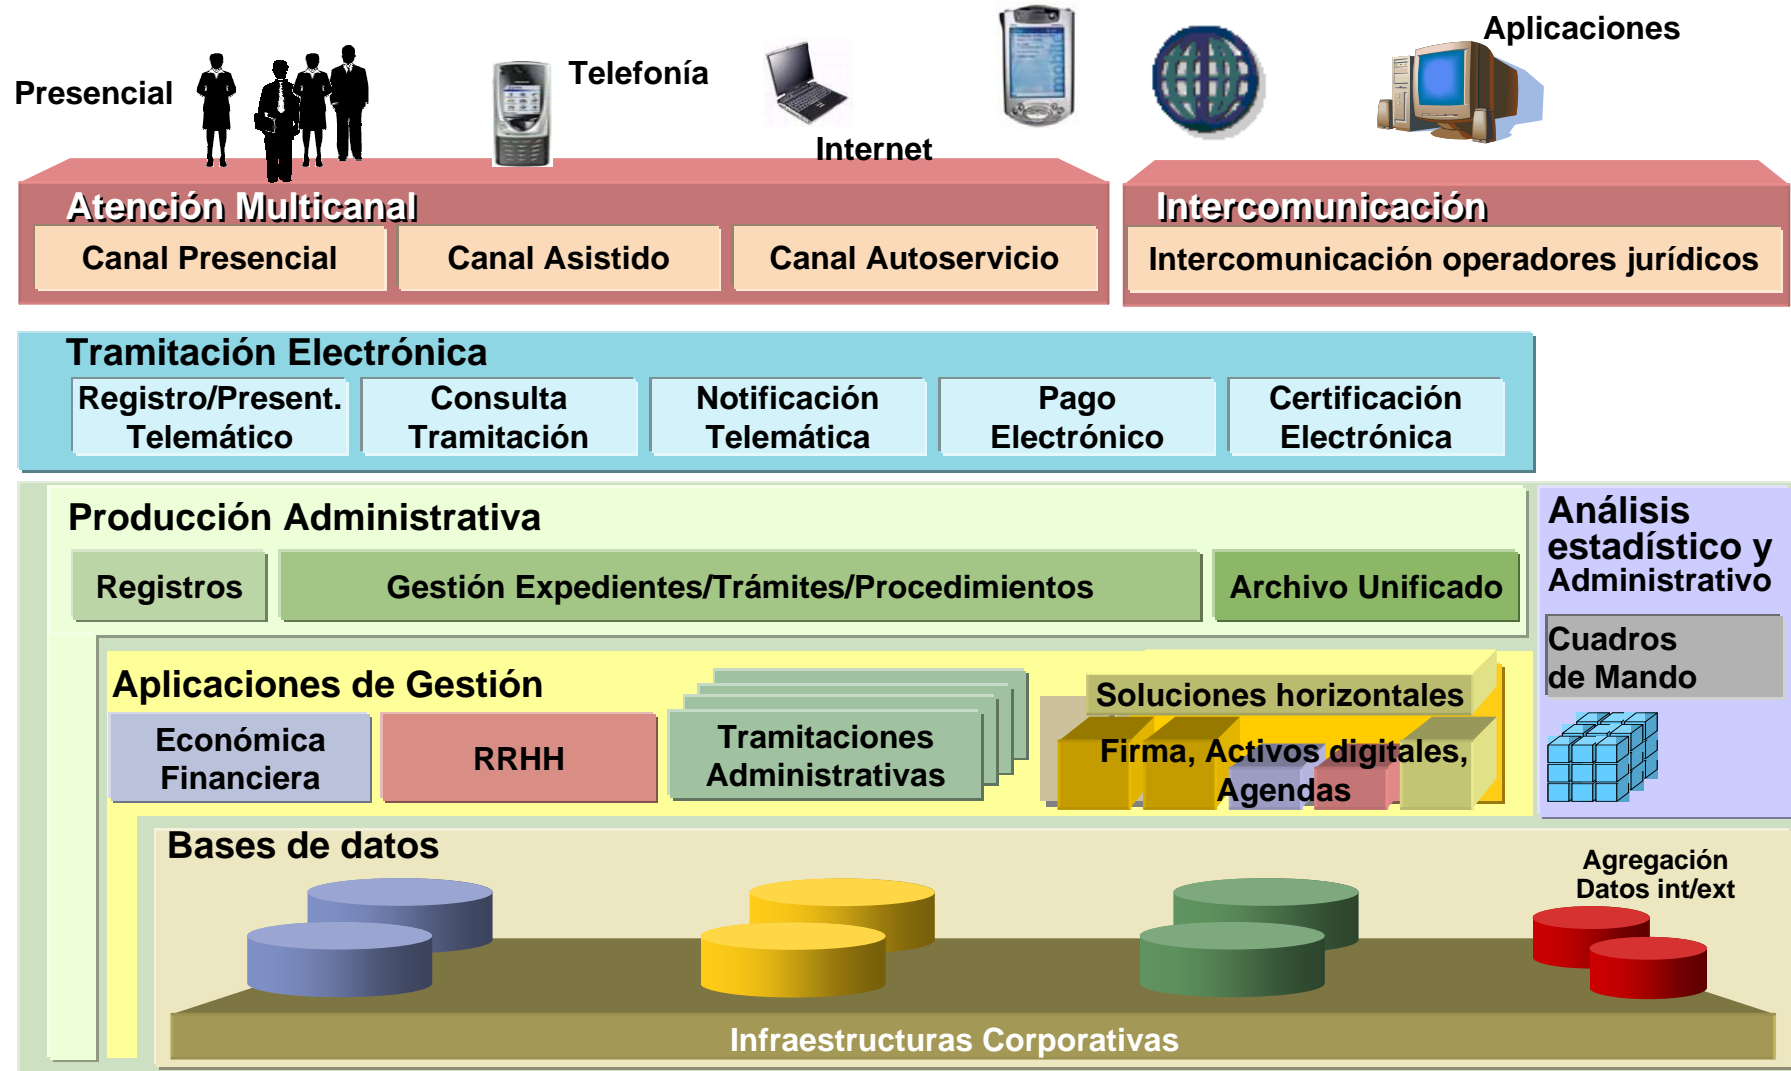 Aplicaciones
Presencial
Telefonía
Internet
Atención Multicanal
Canal Presencial
Canal Asistido
Canal Autoservicio
Intercomunicación
Intercomunicación operadores jurídicos
Tramitación Electrónica
Registro/Present.
Telemático
Consulta
Tramitación
Notificación
Telemática
Pago
Electrónico
Certificación
Electrónica
Producción Administrativa
Registros
Gestión Expedientes/Trámites/Procedimientos
Archivo Unificado
Análisis
estadístico y
Administrativo
Cuadros
de Mando
Aplicaciones de Gestión
Económica
Financiera
RRHH
Tramitaciones
Administrativas
Soluciones horizontales
Firma, Activos digitales,
Agendas
Bases de datos
Agregación
Datos int/ext
Infraestructuras Corporativas